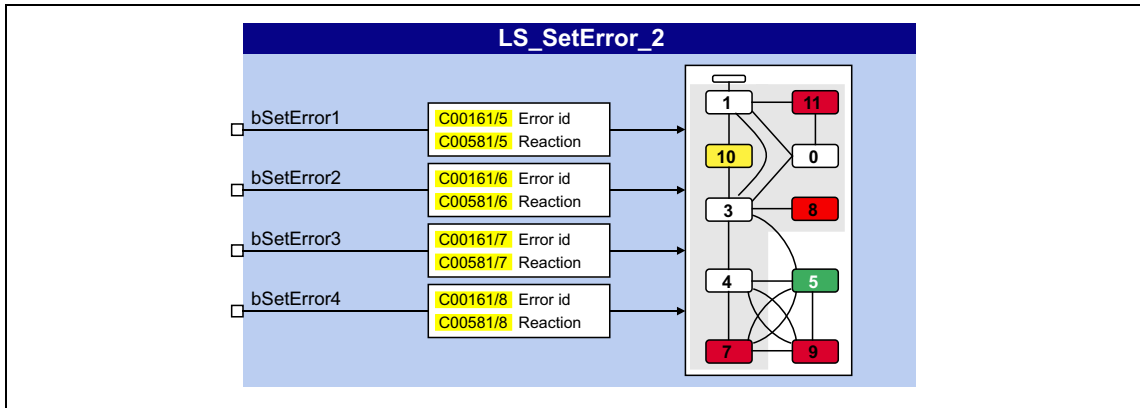 LS_SetError_2
bSetError1
C00161/5 Error id
C00581/5 Reaction
bSetError2
C00161/6 Error id
C00581/6 Reaction
bSetError3
C00161/7 Error id
C00581/7 Reaction
bSetError4
C00161/8 Error id
C00581/8 Reaction
1 11
10 0
3 8
4 5
7 9